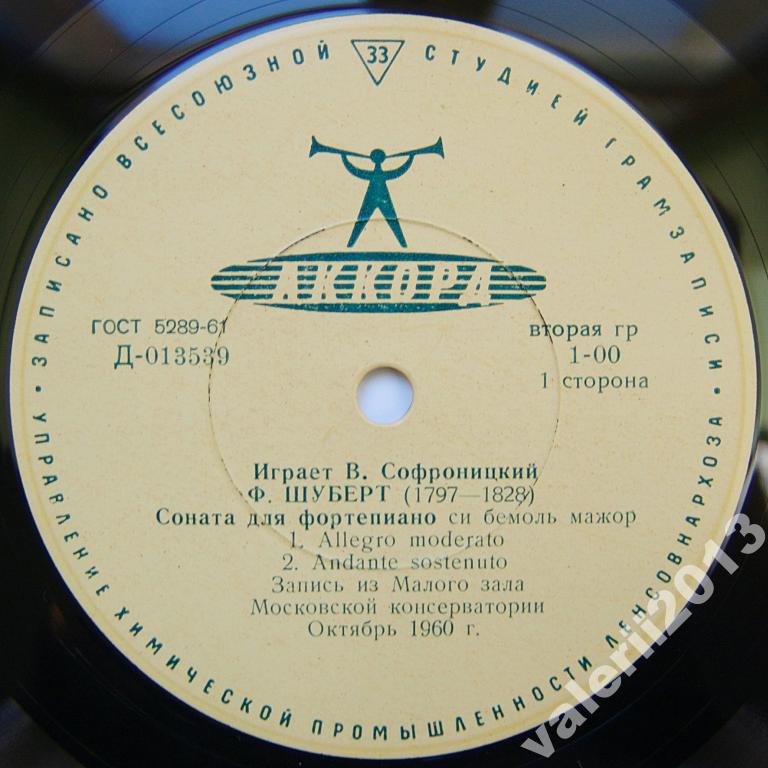 ЗАПИСАНО ВСЕСОЮЗНОЙ 33 СТУДИЕЙ ГРАМЗАПИСИ
АККОРД
ГОСТ 5289-61
Д-013539
вторая гр
1-00
1 сторона
Играет В. Софроницкий
Ф. ШУБЕРТ (1797—1828)
Соната для фортепиано си бемоль мажор
1. Allegro moderato
2. Andante sostenuto
Запись из Малого зала
Московской консерватории
Октябрь 1960 г.
УПРАВЛЕНИЕ ХИМИЧЕСКОЙ ПРОМЫШЛЕННОСТИ ЛЕНСОВНАРХОЗА
valerii2013